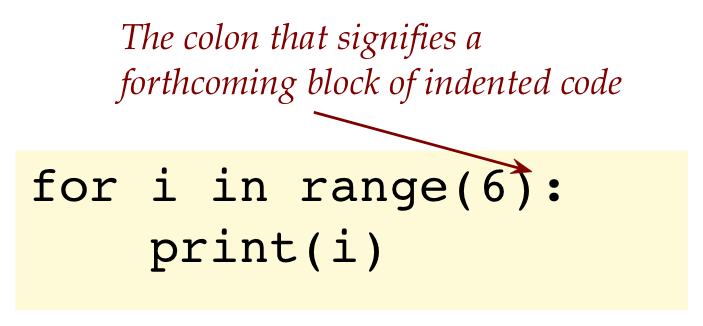 The colon that signifies a
forthcoming block of indented code
for i in range(6):
    print(i)